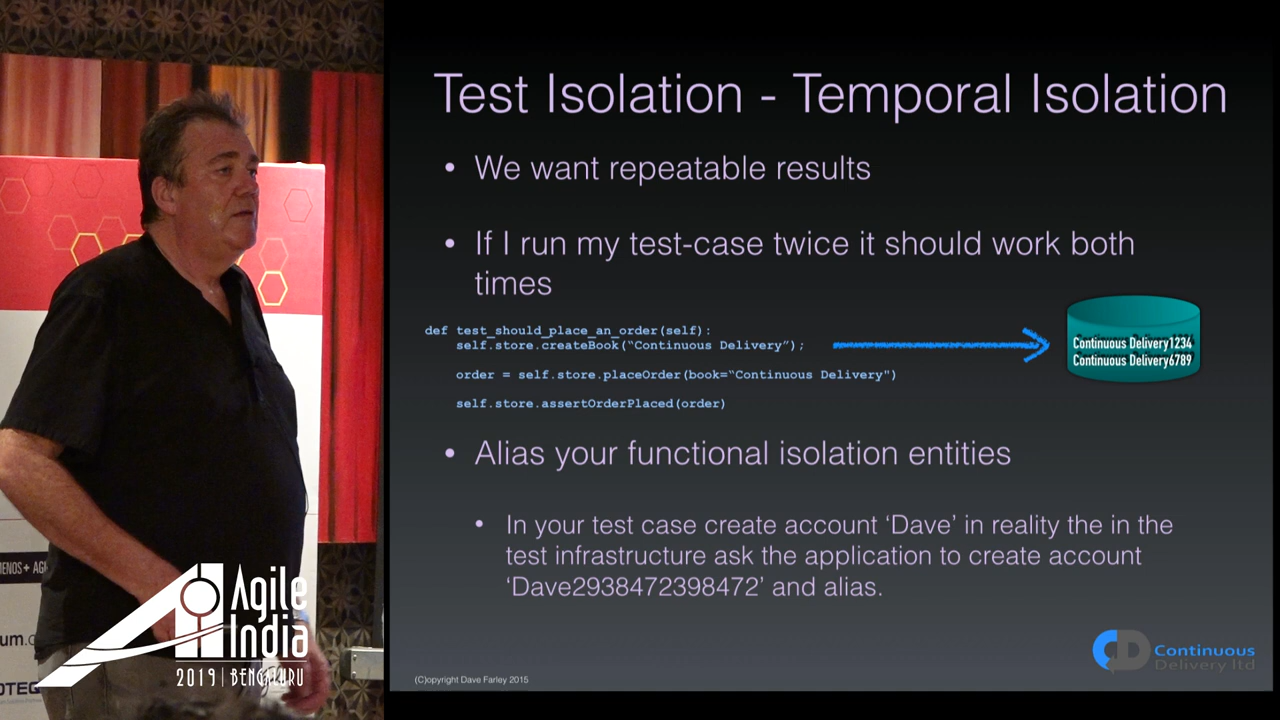 Test Isolation - Temporal Isolation
• We want repeatable results
• If I run my test-case twice it should work both
times
def test_should_place_an_order(self):
self.store.createBook(“Continuous Delivery”);
order = self.store.placeOrder(book=“Continuous Delivery")
self.store.assertOrderPlaced(order)
Continuous Delivery1234
Continuous Delivery6789
• Alias your functional isolation entities
• In your test case create account ‘Dave’ in reality the in the
test infrastructure ask the application to create account
‘Dave2938472398472’ and alias.
Continuous
Delivery ltd
(C)opyright Dave Farley 2015
Agile
India
2019 | BENGALURU